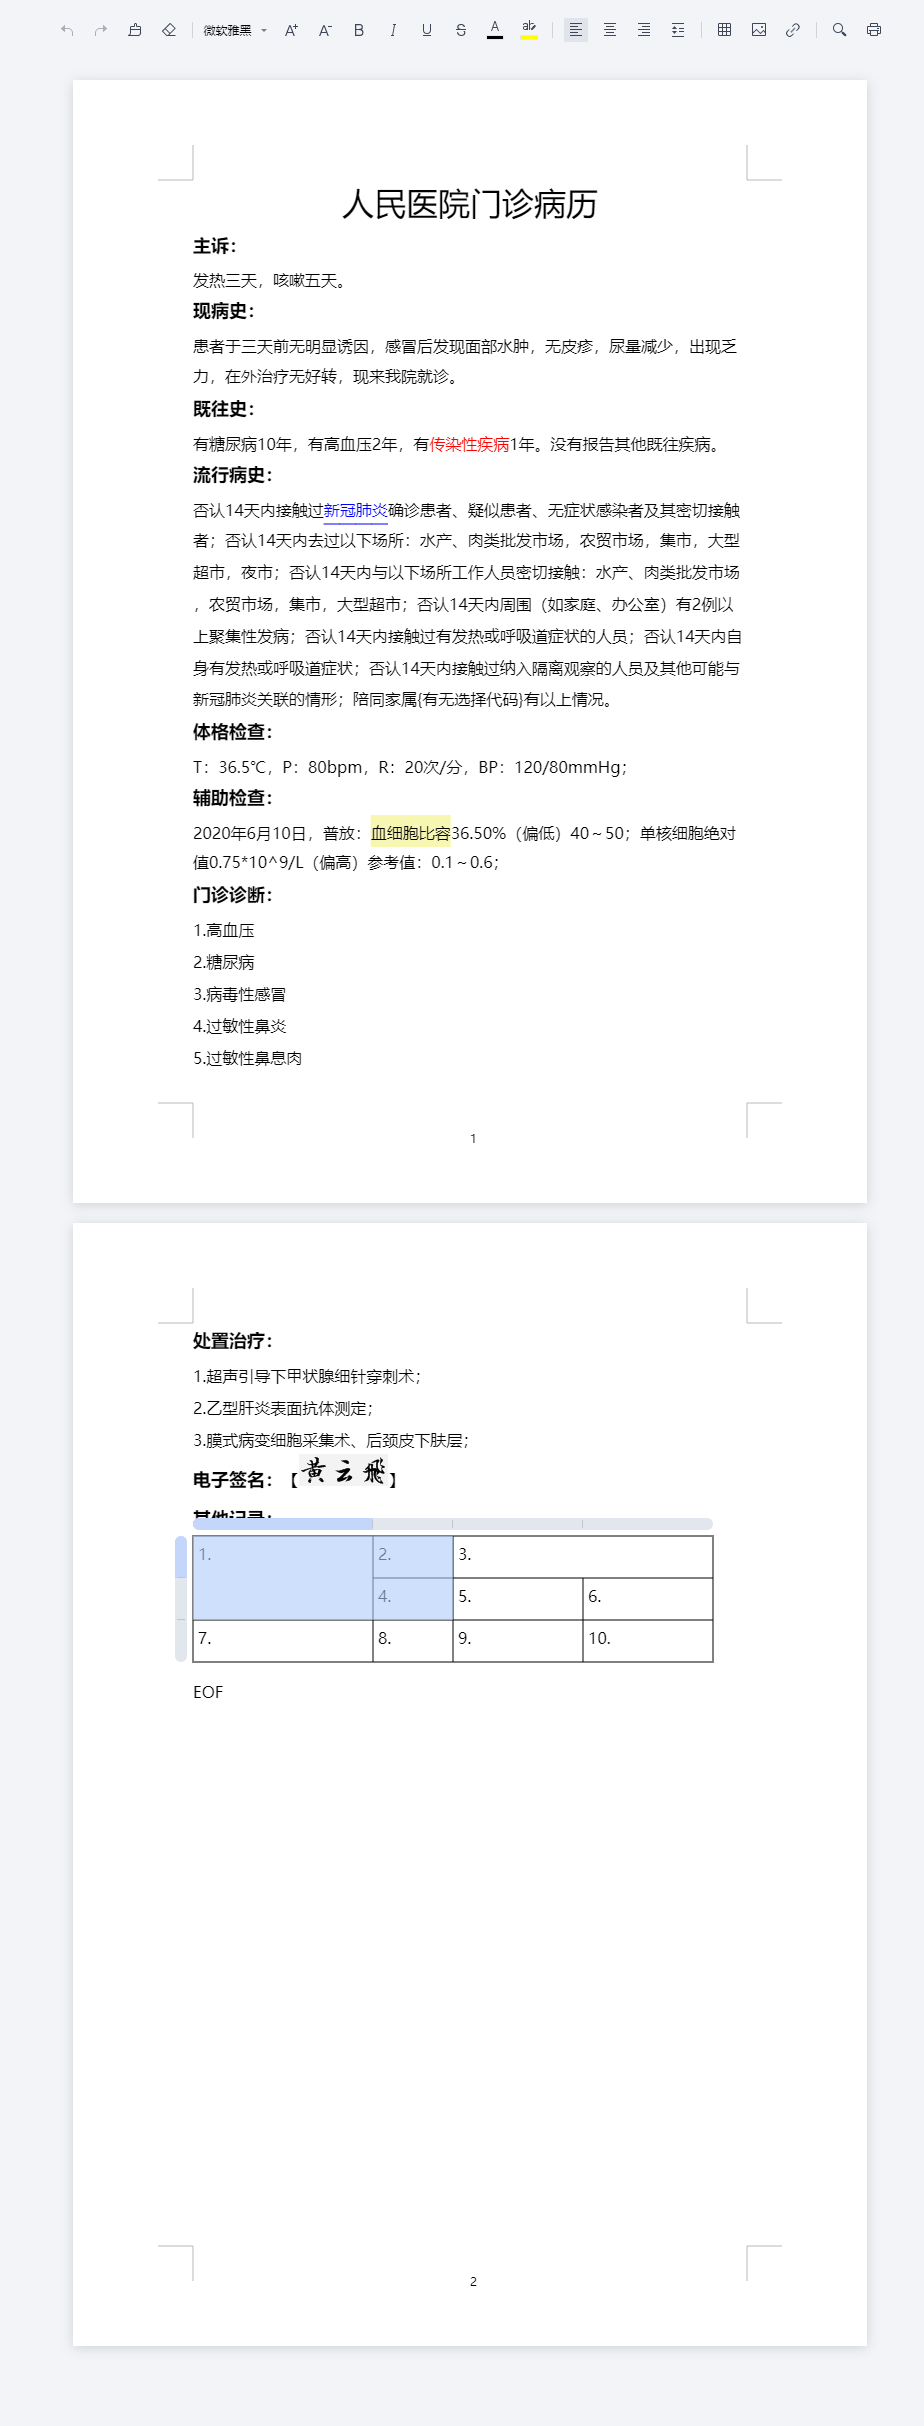 微软雅黑 A+ A- B I U S A ab
人民医院门诊病历
主诉：
发热三天，咳嗽五天。
现病史：
患者于三天前无明显诱因，感冒后发现面部水肿，无皮疹，尿量减少，出现乏
力，在外治疗无好转，现来我院就诊。
既往史：
有糖尿病10年，有高血压2年，有传染性疾病1年。没有报告其他既往疾病。
流行病史：
否认14天内接触过新冠肺炎确诊患者、疑似患者、无症状感染者及其密切接触
者；否认14天内去过以下场所：水产、肉类批发市场，农贸市场，集市，大型
超市，夜市；否认14天内与以下场所工作人员密切接触：水产、肉类批发市场
，农贸市场，集市，大型超市；否认14天内周围（如家庭、办公室）有2例以
上聚集性发病；否认14天内接触过有发热或呼吸道症状的人员；否认14天内自
身有发热或呼吸道症状；否认14天内接触过纳入隔离观察的人员及其他可能与
新冠肺炎关联的情形；陪同家属{有无选择代码}有以上情况。
体格检查：
T：36.5℃，P：80bpm，R：20次/分，BP：120/80mmHg；
辅助检查：
2020年6月10日，普放：血细胞比容36.50%（偏低）40～50；单核细胞绝对
值0.75*10^9/L（偏高）参考值：0.1～0.6；
门诊诊断：
1.高血压
2.糖尿病
3.病毒性感冒
4.过敏性鼻炎
5.过敏性鼻息肉
1
处置治疗：
1.超声引导下甲状腺细针穿刺术；
2.乙型肝炎表面抗体测定；
3.膜式病变细胞采集术、后颈皮下肤层；
电子签名：【黄云飛】
其他记录：
1. 2. 3.
4. 5. 6.
7. 8. 9. 10.
EOF
2